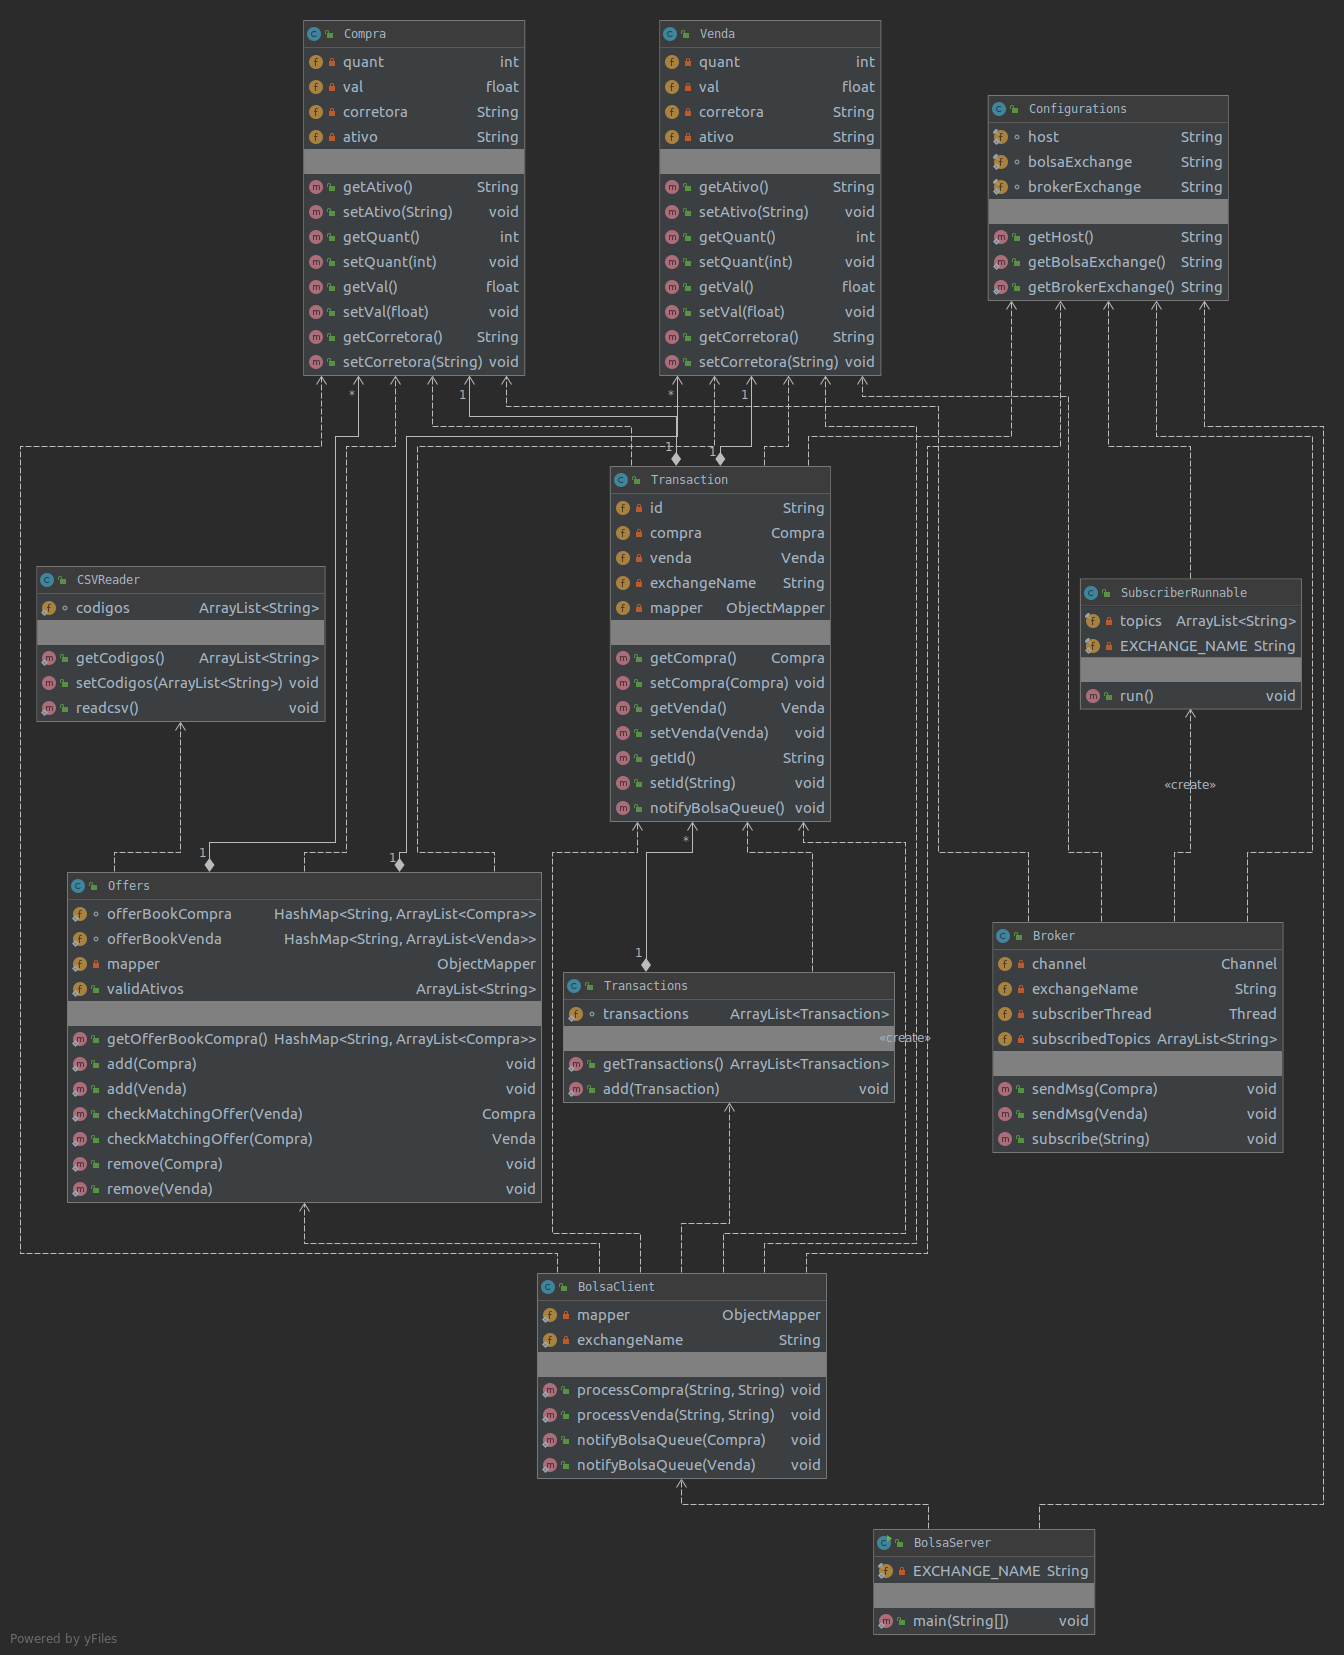 Compra
quant int
val float
corretora String
ativo String
getAtivo() String
setAtivo(String) void
getQuant() int
setQuant(int) void
getVal() float
setVal(float) void
getCorretora() String
setCorretora(String) void
Venda
quant int
val float
corretora String
ativo String
getAtivo() String
setAtivo(String) void
getQuant() int
setQuant(int) void
getVal() float
setVal(float) void
getCorretora() String
setCorretora(String) void
Configurations
host String
bolsaExchange String
brokerExchange String
getHost() String
getBolsaExchange() String
getBrokerExchange() String
* 1 * 1
1 1
Transaction
id String
compra Compra
venda Venda
exchangeName String
mapper ObjectMapper
getCompra() Compra
setCompra(Compra) void
getVenda() Venda
setVenda(Venda) void
getId() String
setId(String) void
notifyBolsaQueue() void
CSVReader
codigos ArrayList<String>
getCodigos() ArrayList<String>
setCodigos(ArrayList<String>) void
readcsv() void
SubscriberRunnable
topics ArrayList<String>
EXCHANGE_NAME String
run() void
«create»
*
1 1
Offers
offerBookCompra HashMap<String, ArrayList<Compra>>
offerBookVenda HashMap<String, ArrayList<Venda>>
mapper ObjectMapper
validAtivos ArrayList<String>
getOfferBookCompra() HashMap<String, ArrayList<Compra>>
add(Compra) void
add(Venda) void
checkMatchingOffer(Venda) Compra
checkMatchingOffer(Compra) Venda
remove(Compra) void
remove(Venda) void
1
Transactions
transactions ArrayList<Transaction>
getTransactions() ArrayList<Transaction>
add(Transaction) void
«create»
Broker
channel Channel
exchangeName String
subscriberThread Thread
subscribedTopics ArrayList<String>
sendMsg(Compra) void
sendMsg(Venda) void
subscribe(String) void
BolsaClient
mapper ObjectMapper
exchangeName String
processCompra(String, String) void
processVenda(String, String) void
notifyBolsaQueue(Compra) void
notifyBolsaQueue(Venda) void
BolsaServer
EXCHANGE_NAME String
main(String[]) void
Powered by yFiles